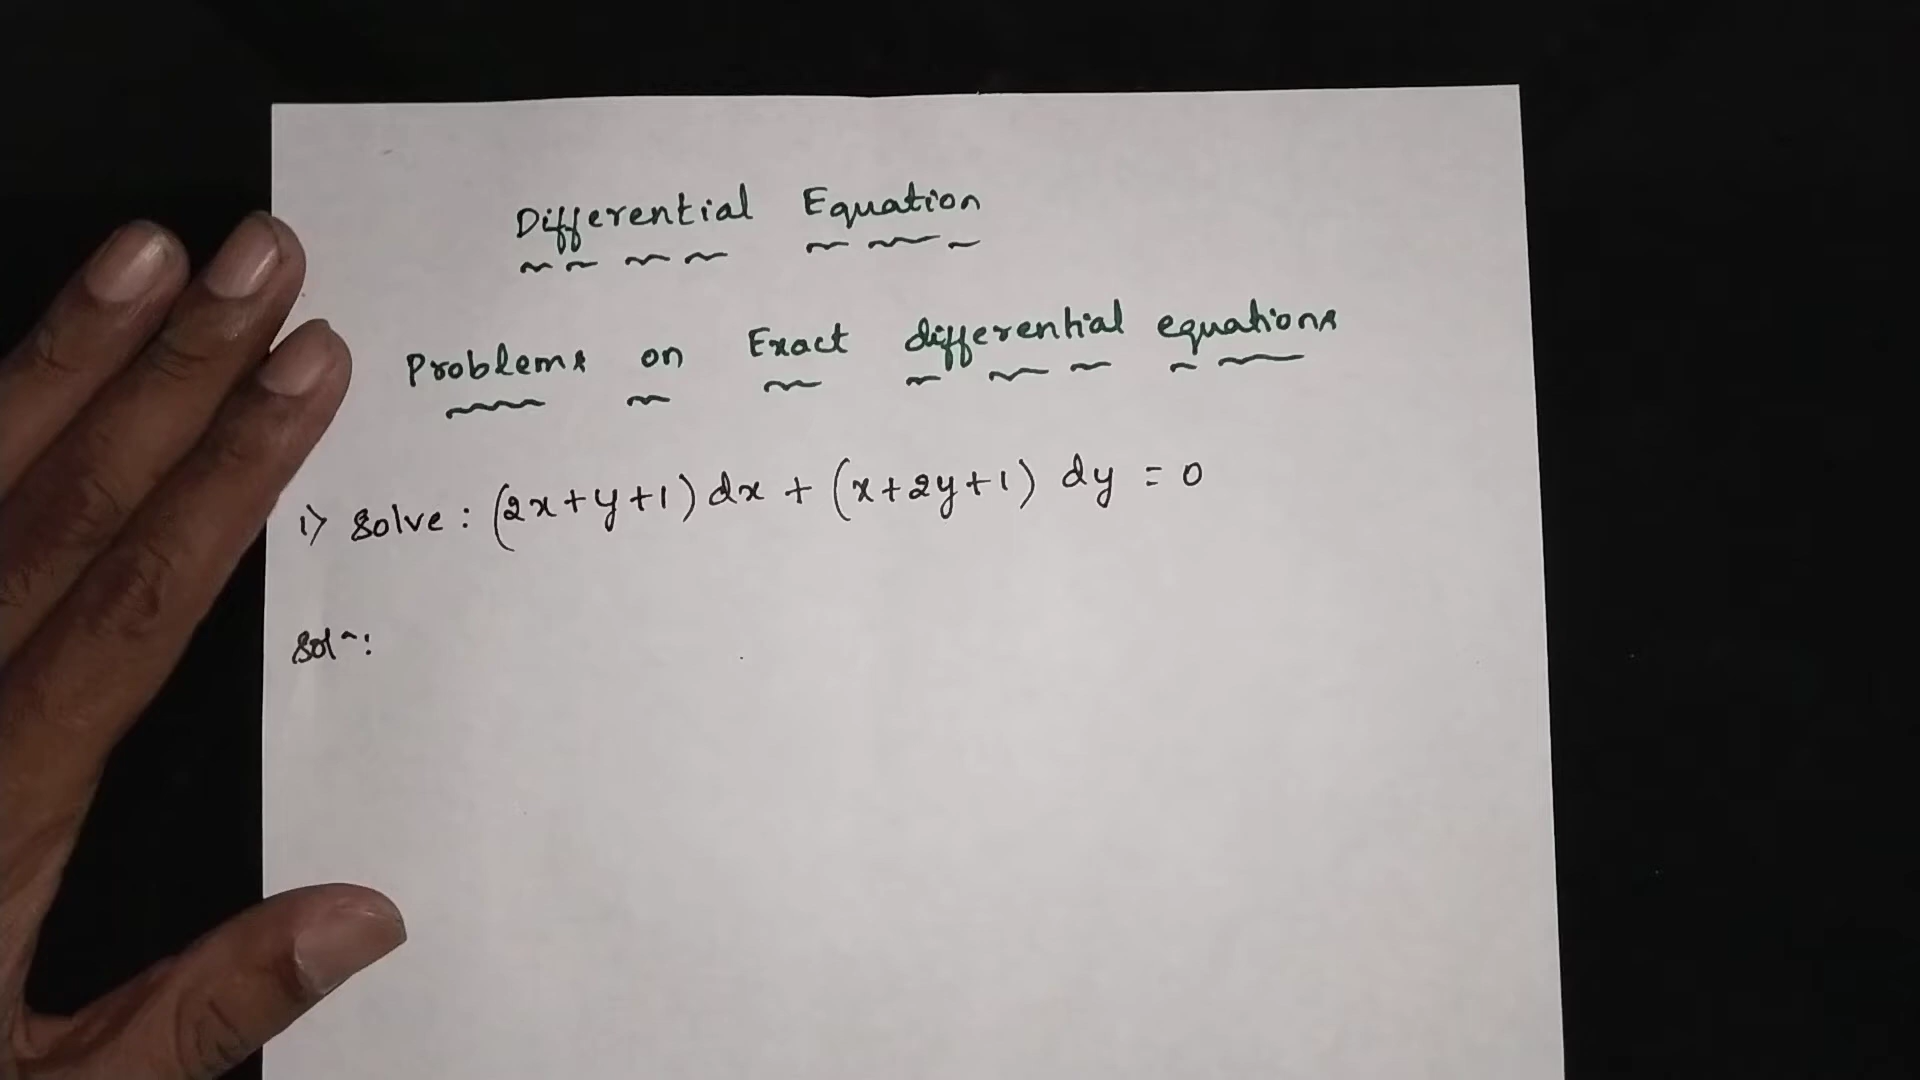 Differential Equation
Problems on Exact differential equations
1) Solve : (2x+y+1) dx + (x+2y+1) dy = 0
Sol~: